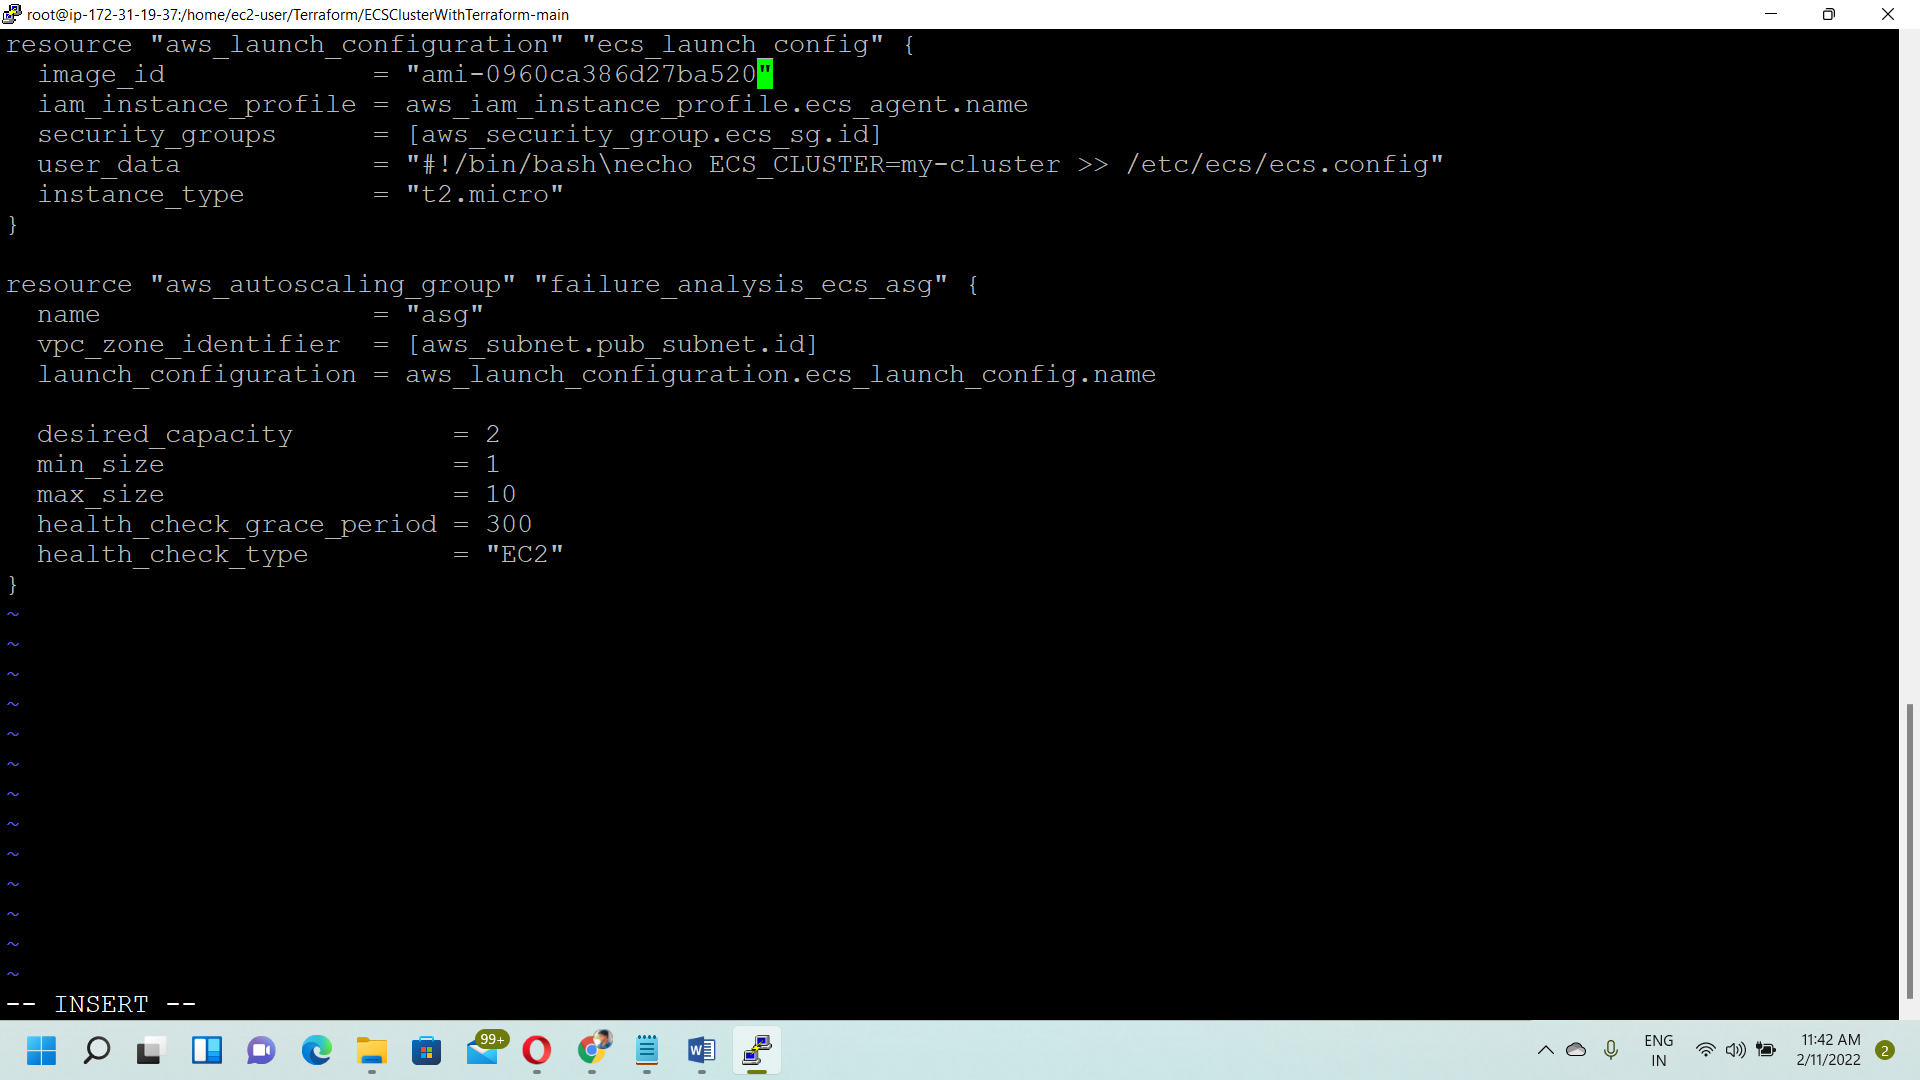 root@ip-172-31-19-37:/home/ec2-user/Terraform/ECSClusterWithTerraform-main
resource "aws_launch_configuration" "ecs_launch_config" {
  image_id             = "ami-0960ca386d27ba520"
  iam_instance_profile = aws_iam_instance_profile.ecs_agent.name
  security_groups      = [aws_security_group.ecs_sg.id]
  user_data            = "#!/bin/bash\necho ECS_CLUSTER=my-cluster >> /etc/ecs/ecs.config"
  instance_type        = "t2.micro"
}
resource "aws_autoscaling_group" "failure_analysis_ecs_asg" {
  name                 = "asg"
  vpc_zone_identifier  = [aws_subnet.pub_subnet.id]
  launch_configuration = aws_launch_configuration.ecs_launch_config.name
  desired_capacity          = 2
  min_size                  = 1
  max_size                  = 10
  health_check_grace_period = 300
  health_check_type         = "EC2"
}
~
~
~
~
~
~
~
~
~
~
~
~
~
-- INSERT --
99+
ENG
IN
11:42 AM
2/11/2022
2